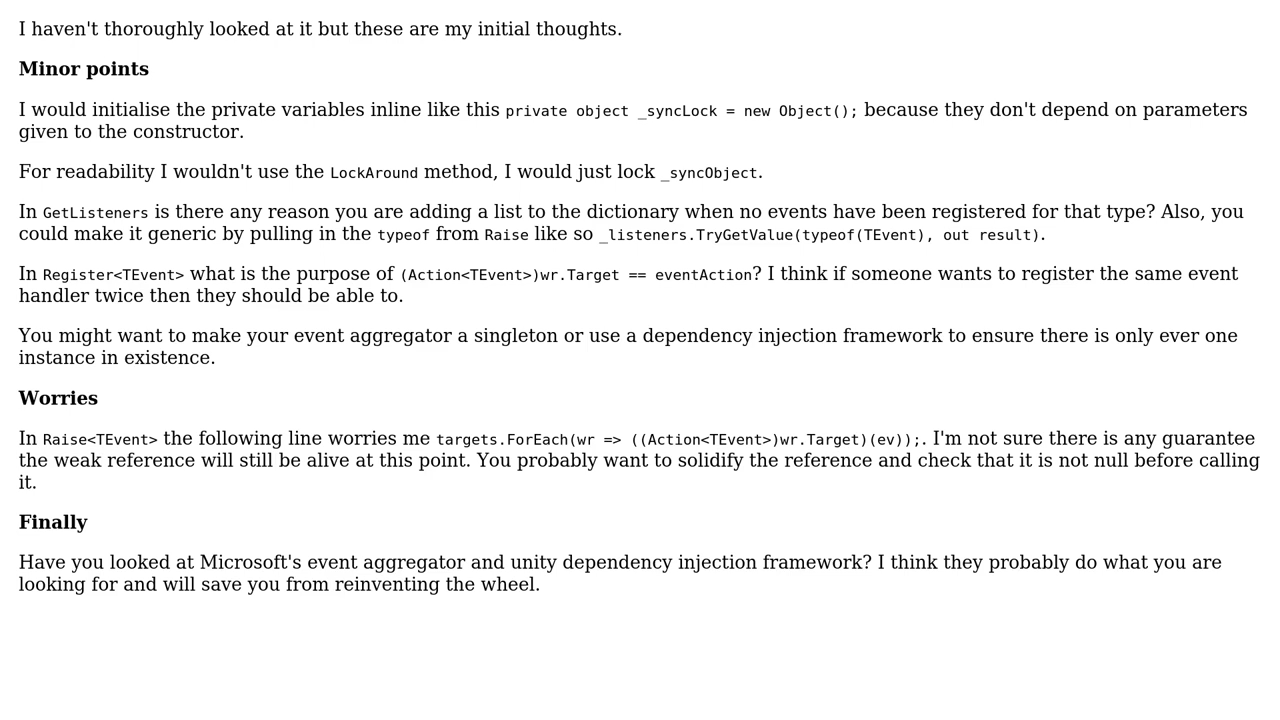 I haven't thoroughly looked at it but these are my initial thoughts.
Minor points
I would initialise the private variables inline like this private object _syncLock = new Object(); because they don't depend on parameters
given to the constructor.
For readability I wouldn't use the LockAround method, I would just lock _syncObject.
In GetListeners is there any reason you are adding a list to the dictionary when no events have been registered for that type? Also, you
could make it generic by pulling in the typeof from Raise like so _listeners.TryGetValue(typeof(TEvent), out result).
In Register<TEvent> what is the purpose of (Action<TEvent>)wr.Target == eventAction? I think if someone wants to register the same event
handler twice then they should be able to.
You might want to make your event aggregator a singleton or use a dependency injection framework to ensure there is only ever one
instance in existence.
Worries
In Raise<TEvent> the following line worries me targets.ForEach(wr => ((Action<TEvent>)wr.Target)(ev));. I'm not sure there is any guarantee
the weak reference will still be alive at this point. You probably want to solidify the reference and check that it is not null before calling
it.
Finally
Have you looked at Microsoft's event aggregator and unity dependency injection framework? I think they probably do what you are
looking for and will save you from reinventing the wheel.